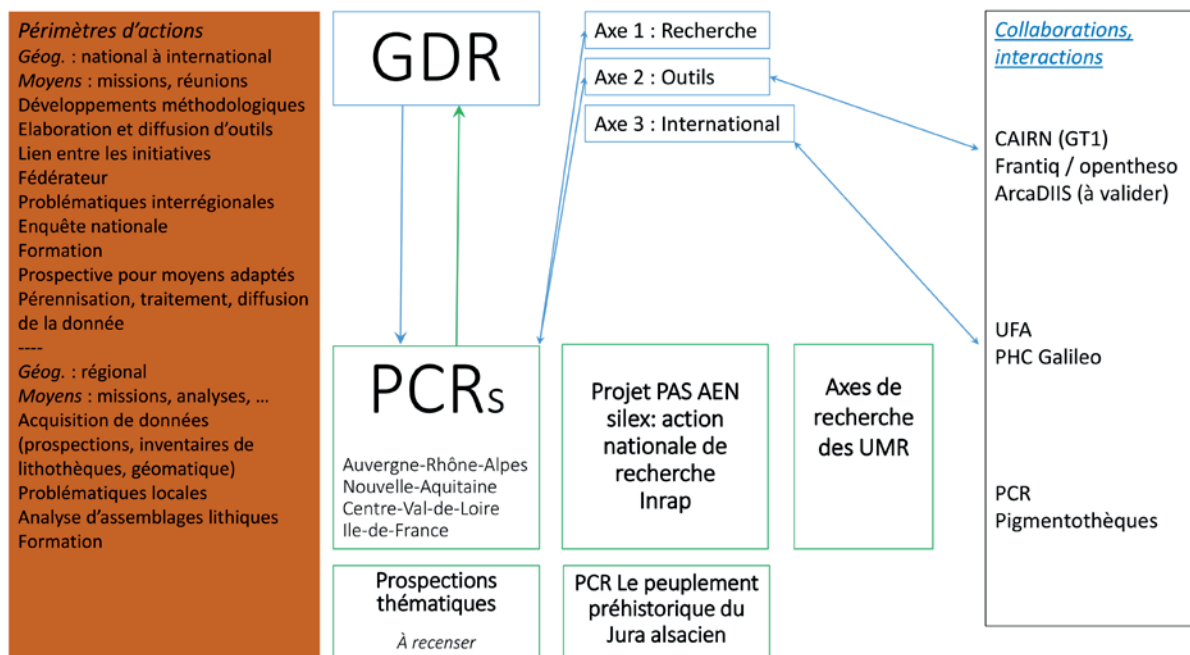 Périmètres d'actions
Géog. : national à international
Moyens : missions, réunions
Développements méthodologiques
Elaboration et diffusion d'outils
Lien entre les initiatives
Fédérateur
Problématiques interrégionales
Enquête nationale
Formation
Prospective pour moyens adaptés
Pérennisation, traitement, diffusion
de la donnée
----
Géog. : régional
Moyens : missions, analyses, …
Acquisition de données
(prospections, inventaires de
lithothèques, géomatique)
Problématiques locales
Analyse d'assemblages lithiques
Formation
GDR
Axe 1 : Recherche
Axe 2 : Outils
Axe 3 : International
PCRs
Auvergne-Rhône-Alpes
Nouvelle-Aquitaine
Centre-Val-de-Loire
Ile-de-France
Projet PAS AEN
silex: action
nationale de
recherche
Inrap
Axes de
recherche
des UMR
Prospections
thématiques
À recenser
PCR Le peuplement
préhistorique du
Jura alsacien
Collaborations,
interactions
CAIRN (GT1)
Frantiq / opentheso
ArcaDIIS (à valider)
UFA
PHC Galileo
PCR
Pigmentothèques